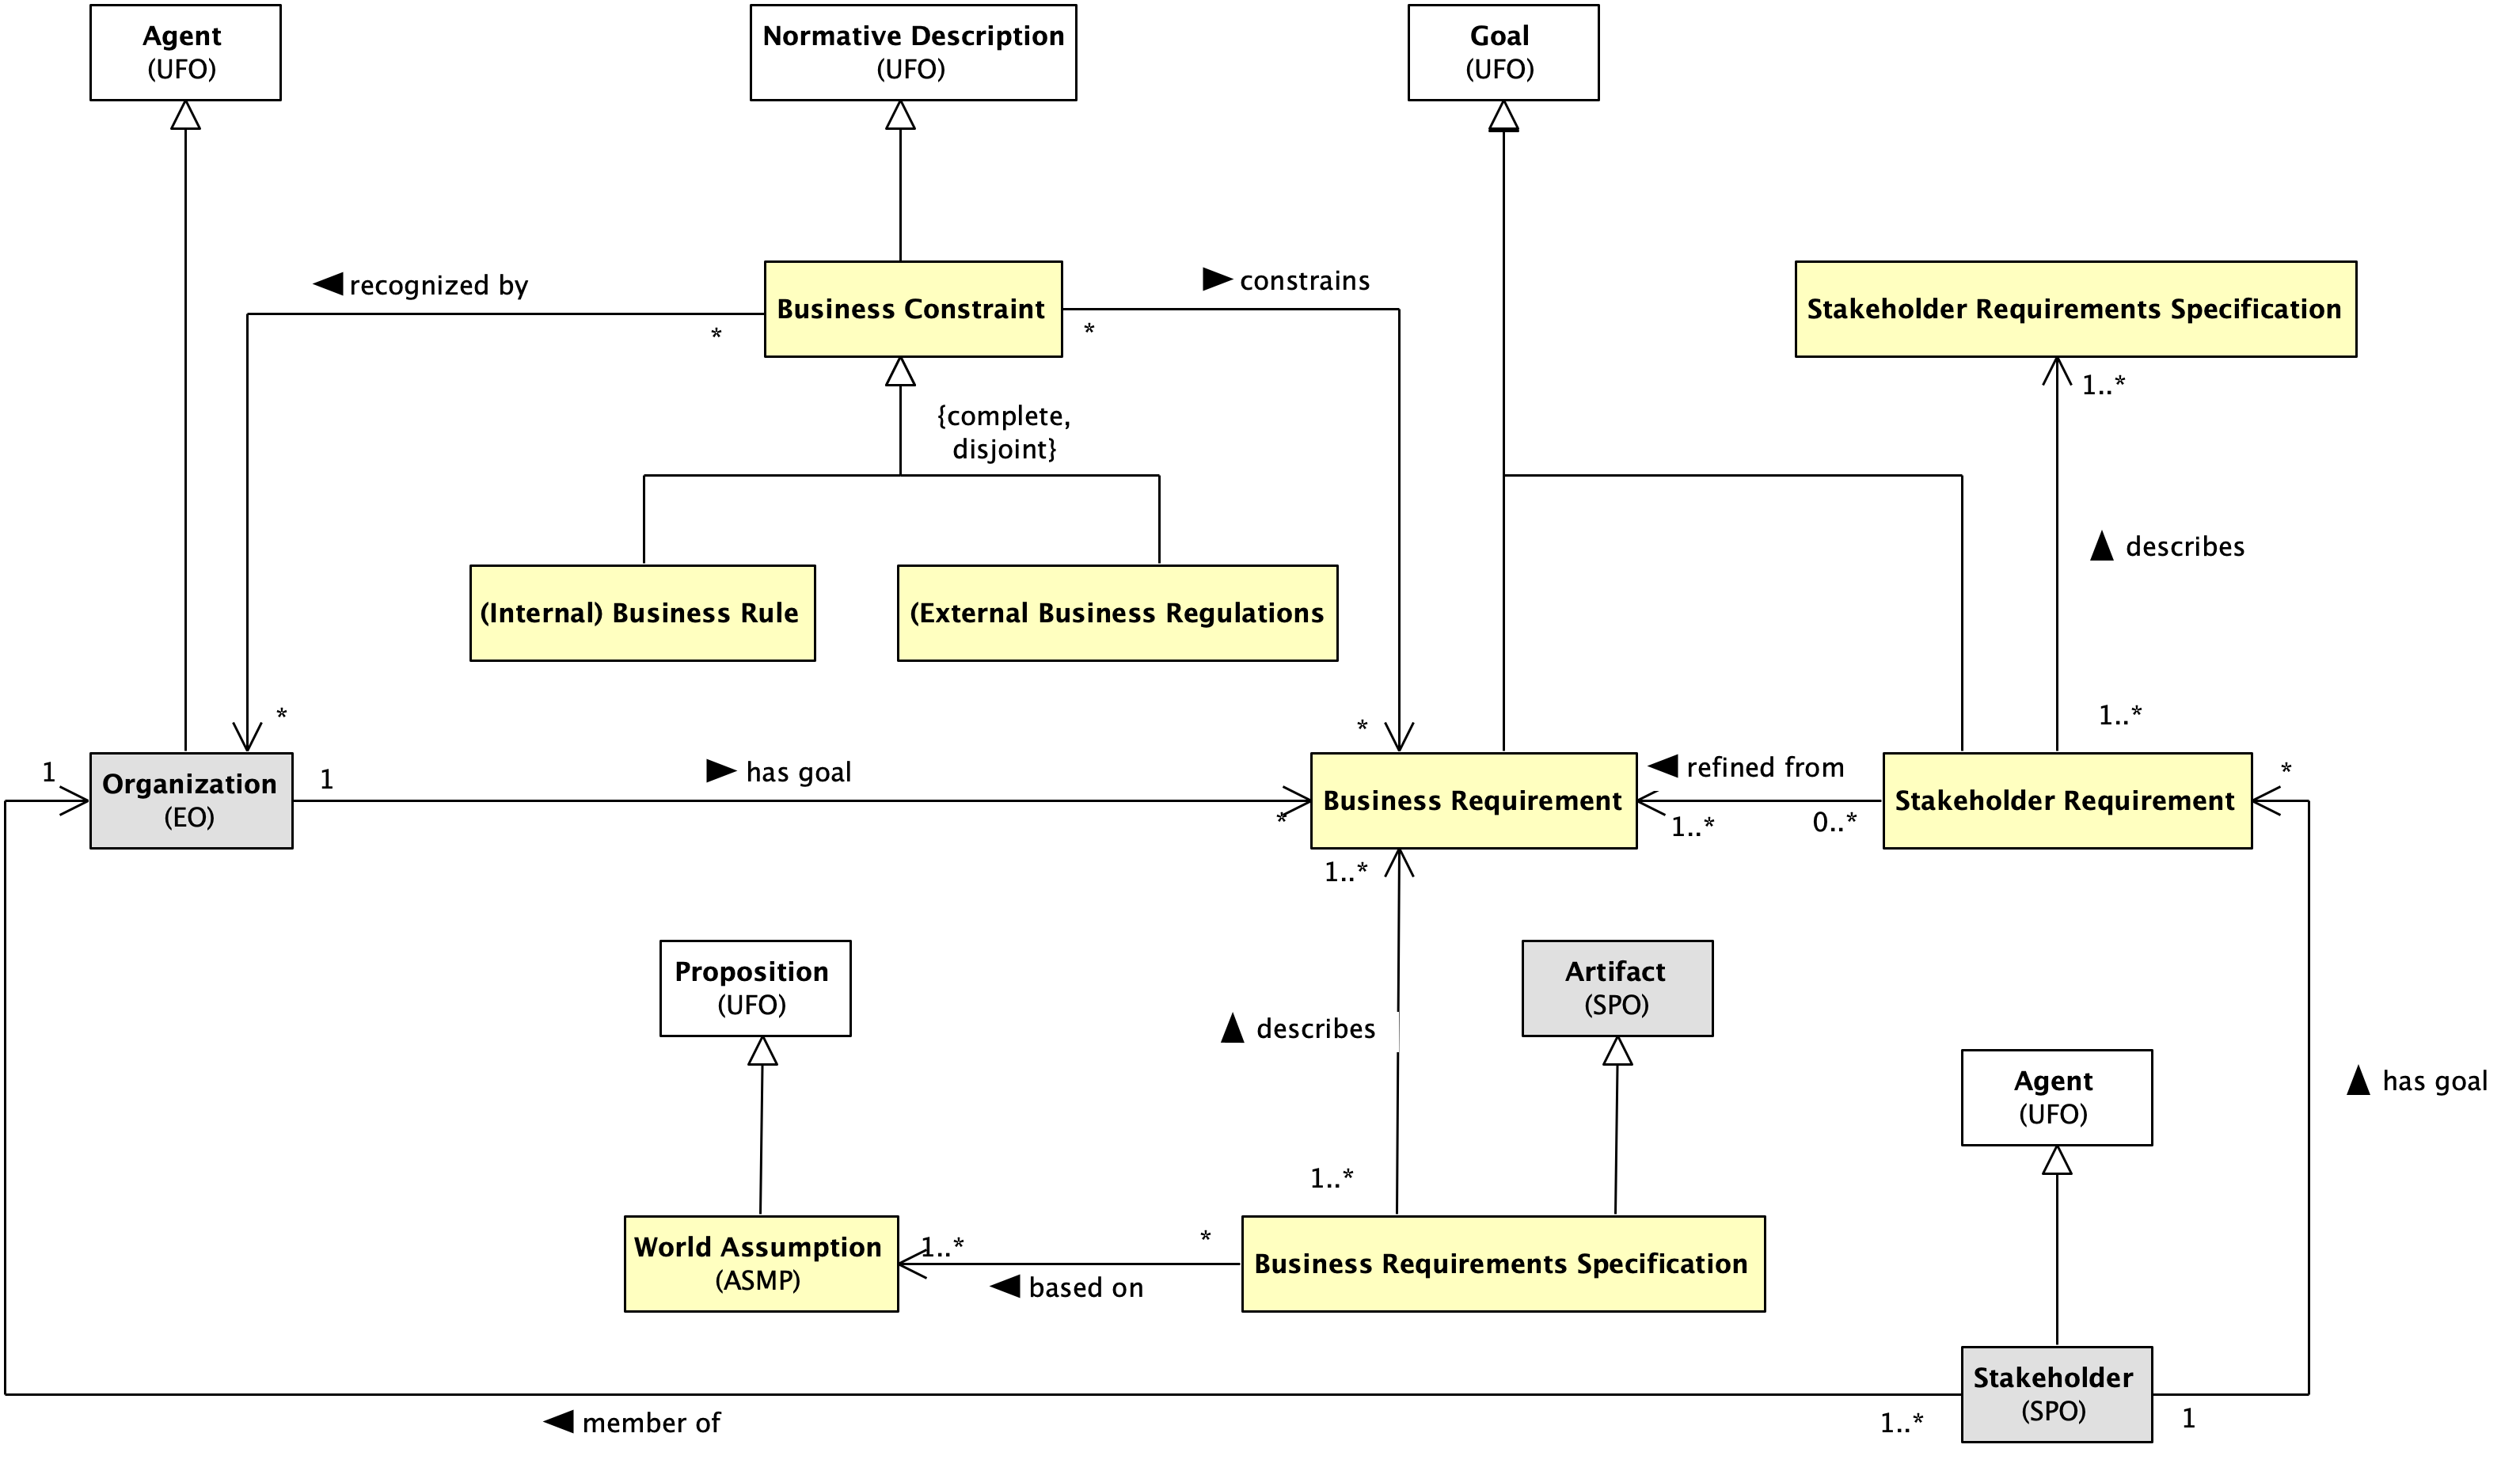 Agent
(UFO)
Normative Description
(UFO)
Goal
(UFO)
◀ recognized by
*
Business Constraint
▶ constrains
*
Stakeholder Requirements Specification
1..*
{complete,
disjoint}
▲ describes
(Internal) Business Rule
(External Business Regulations
*
*
1..*
1
Organization
(EO)
1
▶ has goal
*
Business Requirement
◀ refined from
1..*
0..*
Stakeholder Requirement
*
1..*
Proposition
(UFO)
Artifact
(SPO)
▲ describes
Agent
(UFO)
▲ has goal
1..*
World Assumption
(ASMP)
1..*
*
◀ based on
Business Requirements Specification
Stakeholder
(SPO)
◀ member of
1..*
1